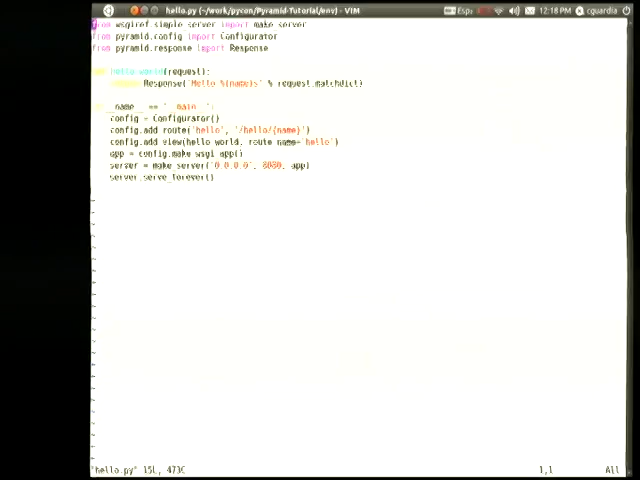 hello.py (~/work/pycon/Pyramid-Tutorial/env) - VIM
Esp 12:18 PM cguardia
from wsgiref.simple_server import make_server
from pyramid.config import Configurator
from pyramid.response import Response
hello_world(request):
Response('Hello %(name)s' % request.matchdict)
__name__ == '__main__':
config = Configurator()
config.add_route('hello', '/hello/{name}')
config.add_view(hello_world, route_name='hello')
app = config.make_wsgi_app()
server = make_server('0.0.0.0', 8080, app)
server.serve_forever()
"hello.py" 15L, 473C
1,1
All